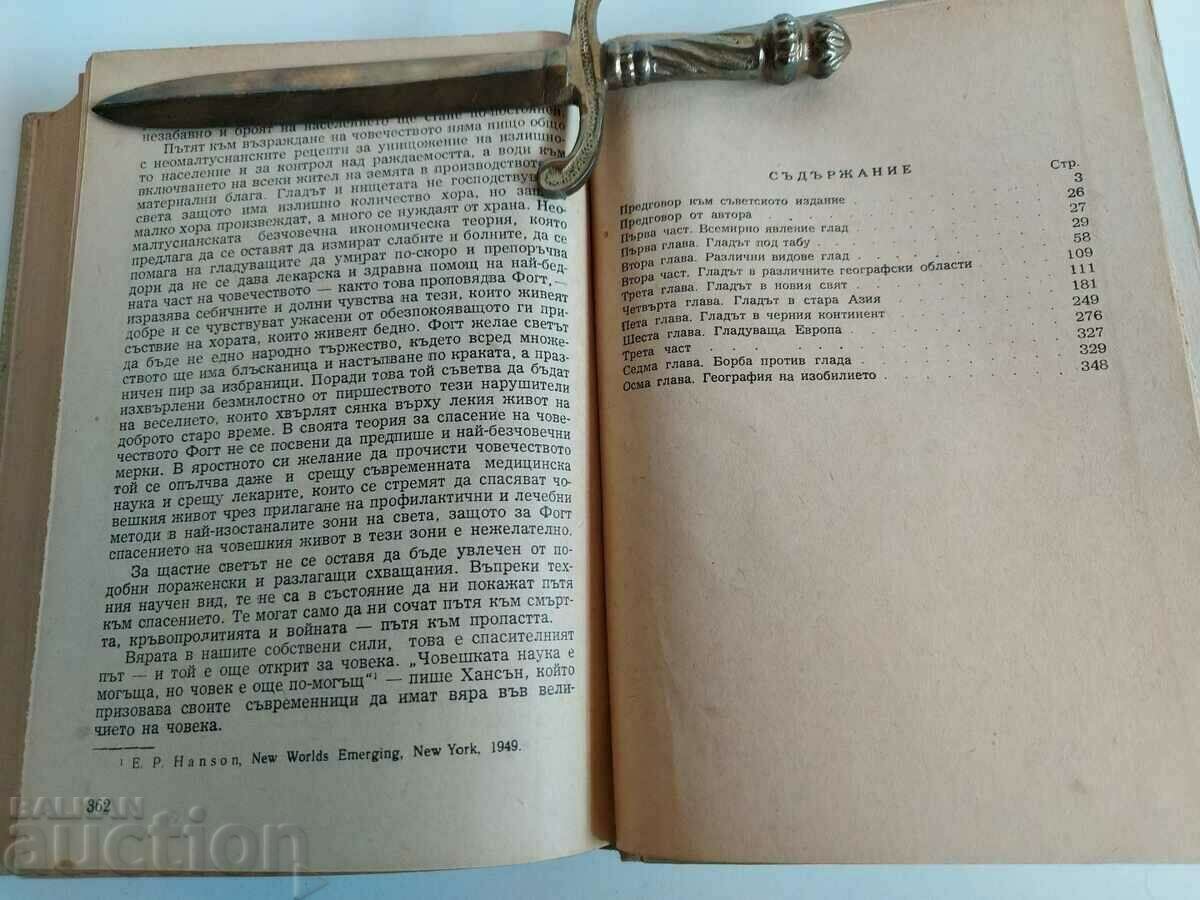 незабавно и броят на населението ще стане по-постоянен.
Пътят към възраждане на човечеството няма нищо общо
с неомалтусианските рецепти за унищожение на излишно-
то население и за контрол над раждаемостта, а води към
включването на всеки жител на земята в производството
материални блага. Гладът и нищетата не господствуват
света защото има излишно количество хора, но защото
малко хора произвеждат, а много се нуждаят от храна. Нео-
малтусианската безчовечна икономическа теория, която
предлага да се оставят да измират слабите и болните, да се
помага на гладуващите да умират по-скоро и препоръчва
дори да не се дава лекарска и здравна помощ на най-бед-
ната част на човечеството — както това проповядва Фогт, —
изразява себичните и долни чувства на тези, които живеят
добре и се чувствуват ужасени от обезпокояващото ги при-
съствие на хората, които живеят бедно. Фогт желае светът
да бъде не едно народно тържество, където всред множе-
ството ще има блъсканица и настъпване по краката, а праз-
ничен пир за избраници. Поради това той съветва да бъдат
изхвърлени безмилостно от пиршеството тези нарушители
на веселието, които хвърлят сянка върху лекия живот на
доброто старо време. В своята теория за спасение на чове-
чеството Фогт не се посвени да предпише и най-безчовечни
мерки. В яростното си желание да прочисти човечеството
той се опълчва даже и срещу съвременната медицинска
наука и срещу лекарите, които се стремят да спасяват чо-
вешкия живот чрез прилагане на профилактични и лечебни
методи в най-изостаналите зони на света, защото за Фогт
спасението на човешкия живот в тези зони е нежелателно.
За щастие светът не се оставя да бъде увлечен от по-
добни пораженски и разлагащи схващания. Въпреки тех-
ния научен вид, те не са в състояние да ни покажат пътя
към спасението. Те могат само да ни сочат пътя към смърт-
та, кръвопролитията и войната — пътя към пропастта.
Вярата в нашите собствени сили, това е спасителният
път — и той е още открит за човека. „Човешката наука е
могъща, но човек е още по-могъщ“¹ — пише Хансън, който
призовава своите съвременници да имат вяра във вели-
чието на човека.
¹ E. P. Hanson, New Worlds Emerging, New York, 1949.
362
СЪДЪРЖАНИЕ
Стр.
Предговор към съветското издание 3
Предговор от автора 26
Първа част. Всемирно явление глад 27
Първа глава. Гладът под табу 29
Втора глава. Различни видове глад 58
Втора част. Гладът в различните географски области 109
Трета глава. Гладът в новия свят 111
Четвърта глава. Гладът в стара Азия 181
Пета глава. Гладът в черния континент 249
Шеста глава. Гладуваща Европа 276
Трета част 327
Седма глава. Борба против глада 329
Осма глава. География на изобилието 348
BALKAN
auction